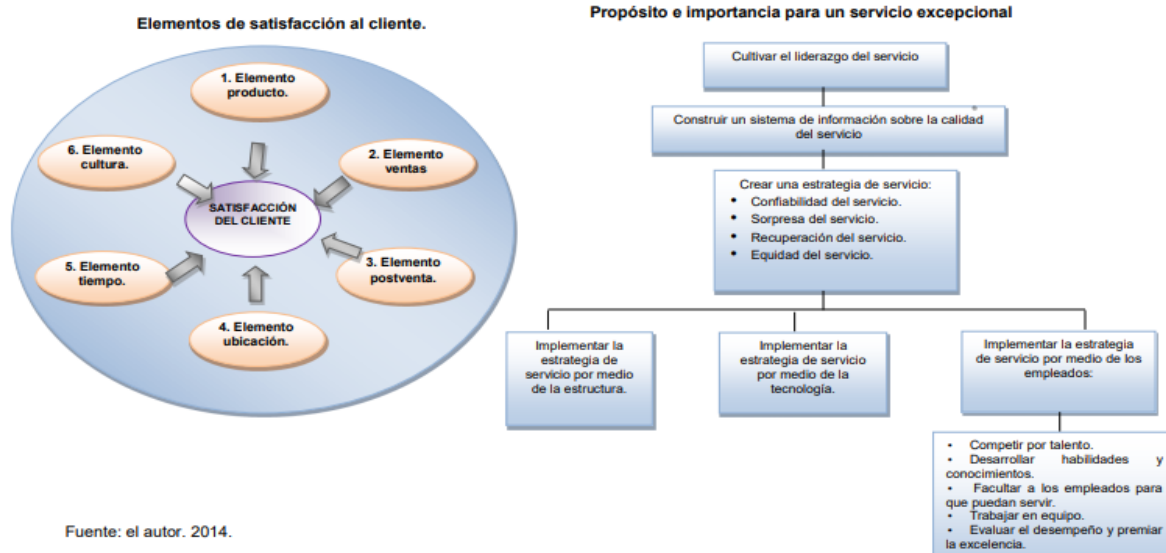 Elementos de satisfacción al cliente.
1. Elemento
producto.
2. Elemento
ventas
3. Elemento
postventa.
4. Elemento
ubicación.
5. Elemento
tiempo.
6. Elemento
cultura.
SATISFACCIÓN
DEL CLIENTE
Fuente: el autor. 2014.
Propósito e importancia para un servicio excepcional
Cultivar el liderazgo del servicio
Construir un sistema de información sobre la calidad
del servicio
Crear una estrategia de servicio:
• Confiabilidad del servicio.
• Sorpresa del servicio.
• Recuperación del servicio.
• Equidad del servicio.
Implementar la
estrategia de
servicio por medio
de la estructura.
Implementar la
estrategia de servicio
por medio de la
tecnología.
Implementar la estrategia
de servicio por medio de los
empleados:
• Competir por talento.
• Desarrollar habilidades y
conocimientos.
• Facultar a los empleados para
que puedan servir.
• Trabajar en equipo.
• Evaluar el desempeño y premiar
la excelencia.